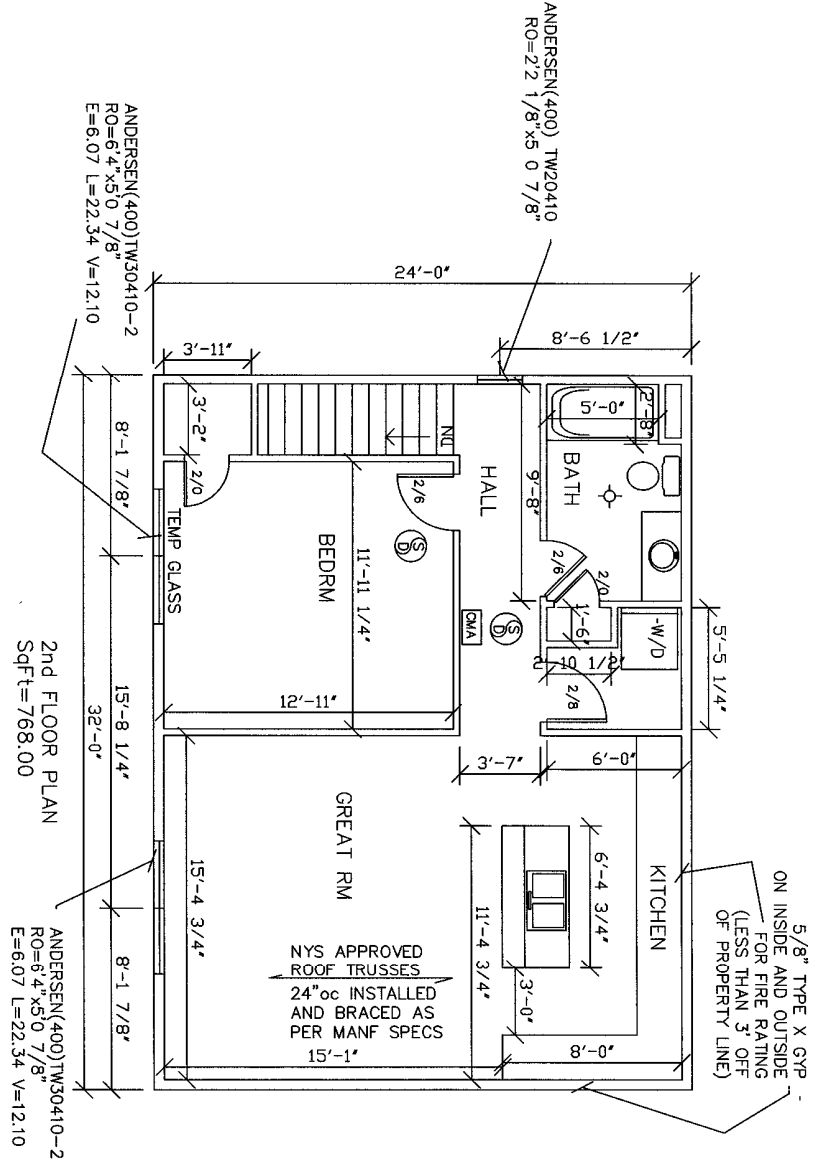 ANDERSEN(400) TW20410
RO=2'2 1/8"x5 0 7/8"
ANDERSEN(400)TW30410-2
RO=6'4"x5'0 7/8"
E=6.07 L=22.34 V=12.10
24'-0"
3'-11"
8'-6 1/2"
5 /8" TYPE X GYP -
ON INSIDE AND OUTSIDE
FOR FIRE RATING
(LESS THAN 3' OFF
OF PROPERTY LINE)
3'-2"
2/0
DN
2/6
HALL
9'-8"
5'-0"
2'-8"
BATH
2/6
2/0
1'-6"
-W/D
5'-5 1/4"
2'-10 1/2"
2/8
8'-1 7/8"
TEMP GLASS
BEDRM
11'-11 1/4"
S
D
S
D
CMA
12'-11"
3'-7"
6'-0"
15'-8 1/4"
32'-0"
GREAT RM
15'-4 3/4"
KITCHEN
6'-4 3/4"
11'-4 3/4"
3'-0"
NYS APPROVED
ROOF TRUSSES
24"oc INSTALLED
AND BRACED AS
PER MANF SPECS
15'-1"
8'-0"
8'-1 7/8"
2nd FLOOR PLAN
SqFt=768.00
ANDERSEN(400)TW30410-2
RO=6'4"x5'0 7/8"
E=6.07 L=22.34 V=12.10